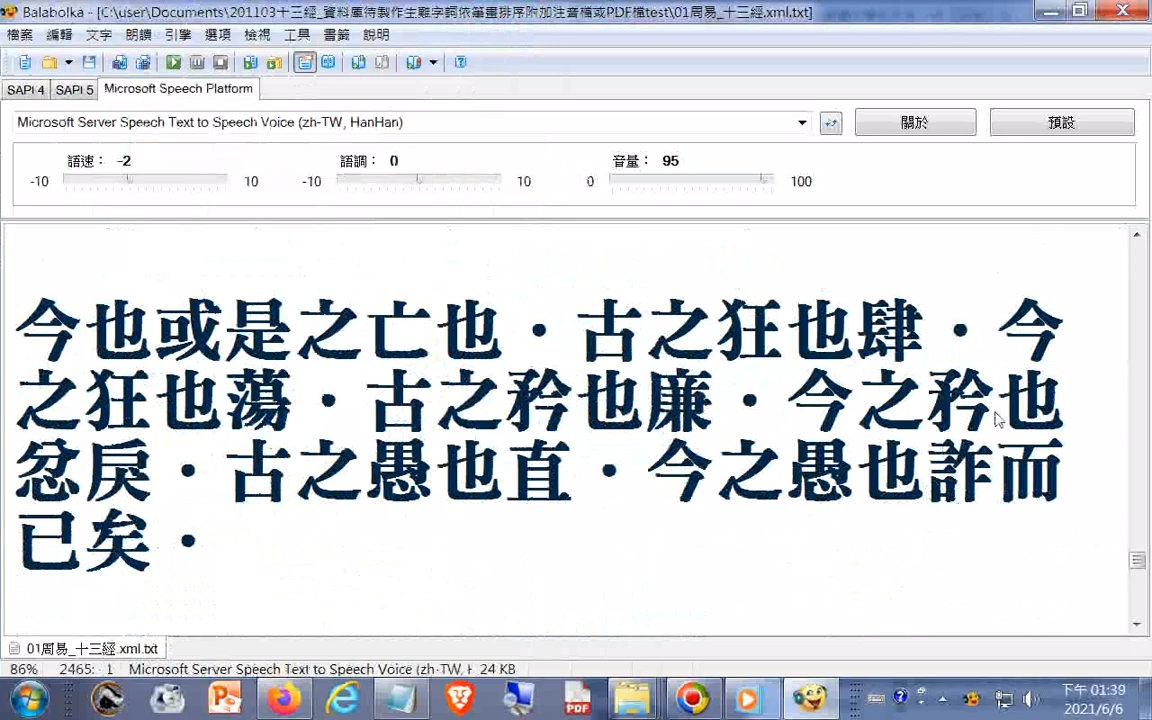 Balabolka - [C:\user\Documents\201103十三經_資料庫待製作生難字詞依筆畫排序附加注音檔或PDF檔test\01周易_十三經.xml.txt]
檔案 編輯 文字 朗讀 引擎 選項 檢視 工具 書籤 說明
SAPI 4 SAPI 5 Microsoft Speech Platform
Microsoft Server Speech Text to Speech Voice (zh-TW, HanHan) 關於 預設
語速： -2 語調： 0 音量： 95
-10 10 -10 10 0 100
今也或是之亡也．古之狂也肆．今
之狂也蕩．古之矜也廉．今之矜也
忿戾．古之愚也直．今之愚也詐而
已矣．
01周易_十三經.xml.txt
86% 2465: 1 Microsoft Server Speech Text to Speech Voice (zh-TW, H 24 KB
下午 01:39
2021/6/6